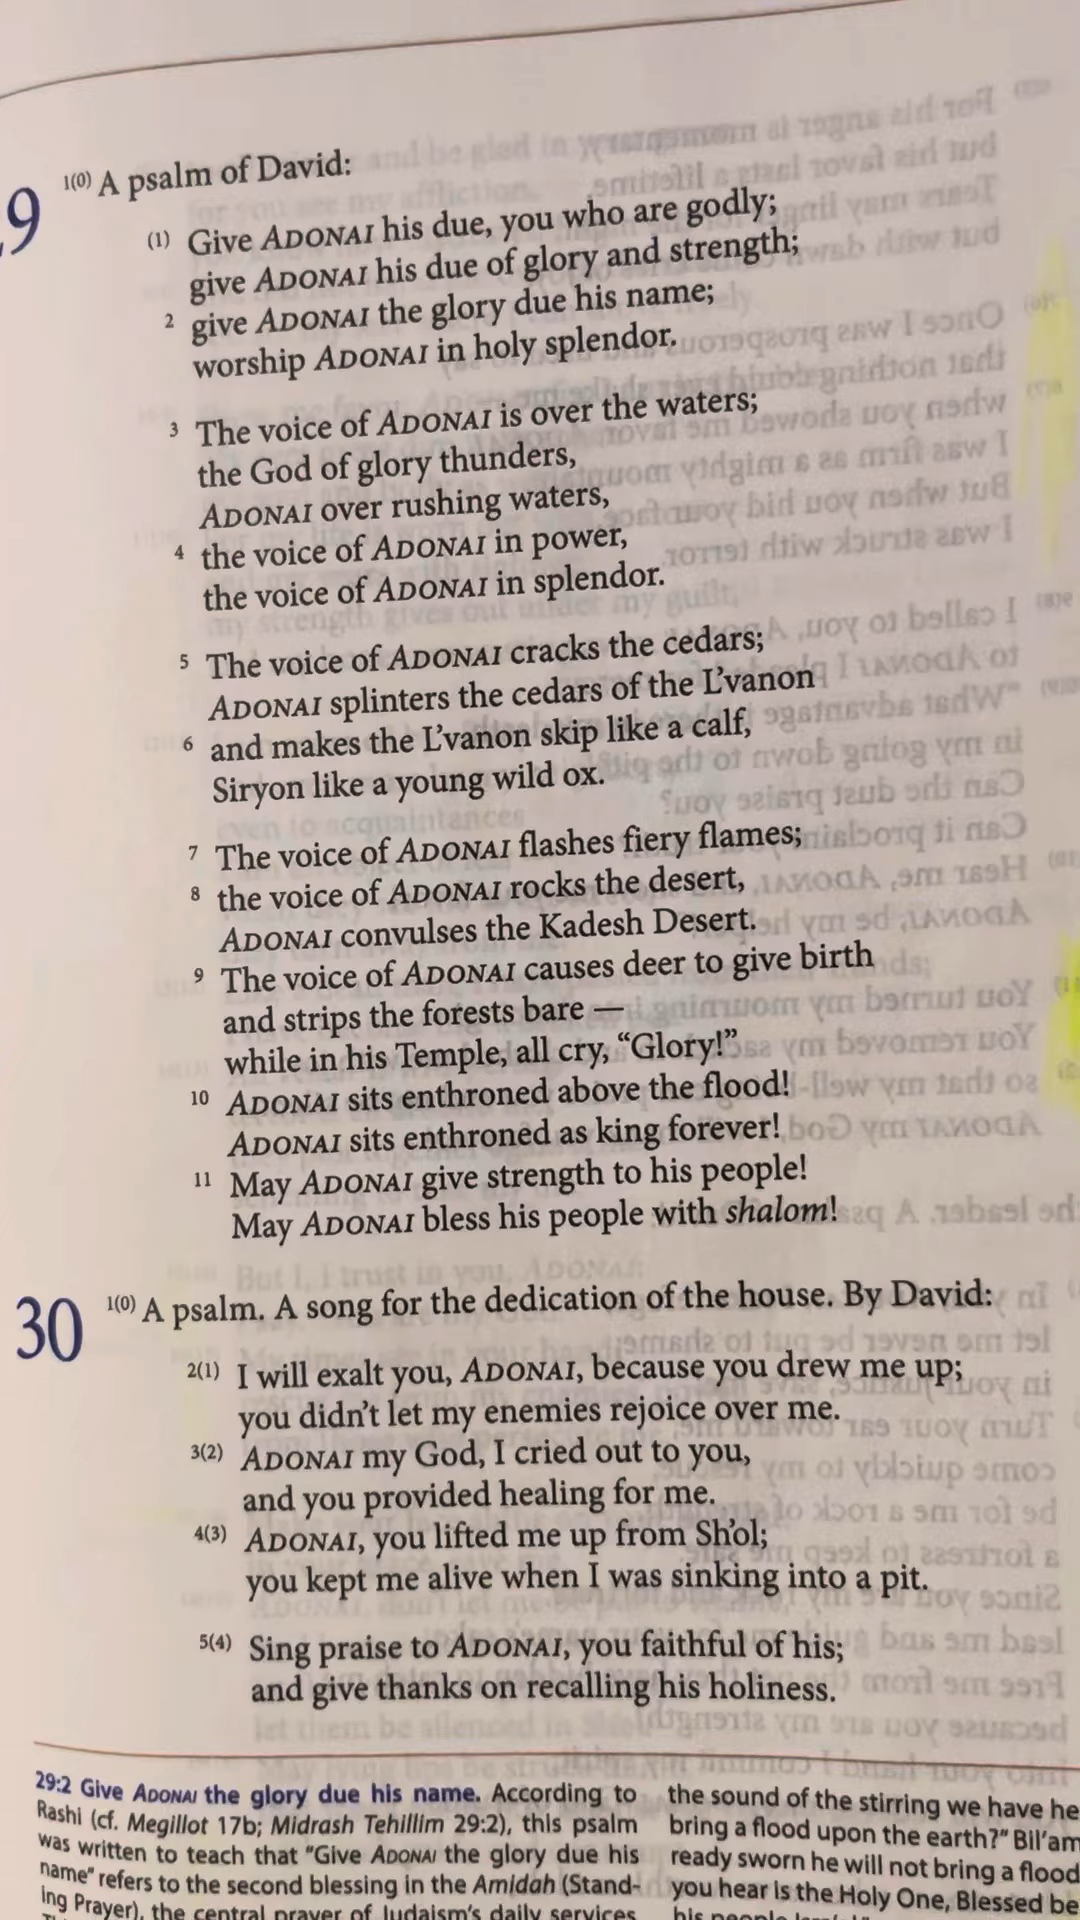 9
1(0) A psalm of David:
(1) Give ADONAI his due, you who are godly;
give ADONAI his due of glory and strength;
2 give ADONAI the glory due his name;
worship ADONAI in holy splendor.
3 The voice of ADONAI is over the waters;
the God of glory thunders,
ADONAI over rushing waters,
4 the voice of ADONAI in power,
the voice of ADONAI in splendor.
5 The voice of ADONAI cracks the cedars;
ADONAI splinters the cedars of the L’vanon
6 and makes the L’vanon skip like a calf,
Siryon like a young wild ox.
7 The voice of ADONAI flashes fiery flames;
8 the voice of ADONAI rocks the desert,
ADONAI convulses the Kadesh Desert.
9 The voice of ADONAI causes deer to give birth
and strips the forests bare —
while in his Temple, all cry, “Glory!”
10 ADONAI sits enthroned above the flood!
ADONAI sits enthroned as king forever!
11 May ADONAI give strength to his people!
May ADONAI bless his people with shalom!
30
1(0) A psalm. A song for the dedication of the house. By David:
2(1) I will exalt you, ADONAI, because you drew me up;
you didn’t let my enemies rejoice over me.
3(2) ADONAI my God, I cried out to you,
and you provided healing for me.
4(3) ADONAI, you lifted me up from Sh’ol;
you kept me alive when I was sinking into a pit.
5(4) Sing praise to ADONAI, you faithful of his;
and give thanks on recalling his holiness.
29:2 Give ADONAI the glory due his name. According to
Rashi (cf. Megillot 17b; Midrash Tehillim 29:2), this psalm
was written to teach that “Give ADONAI the glory due his
name” refers to the second blessing in the Amidah (Stand-
ing Prayer), the central prayer of Judaism’s daily services
the sound of the stirring we have he
bring a flood upon the earth?” Bil’am
ready sworn he will not bring a flood
you hear is the Holy One, Blessed be
his people